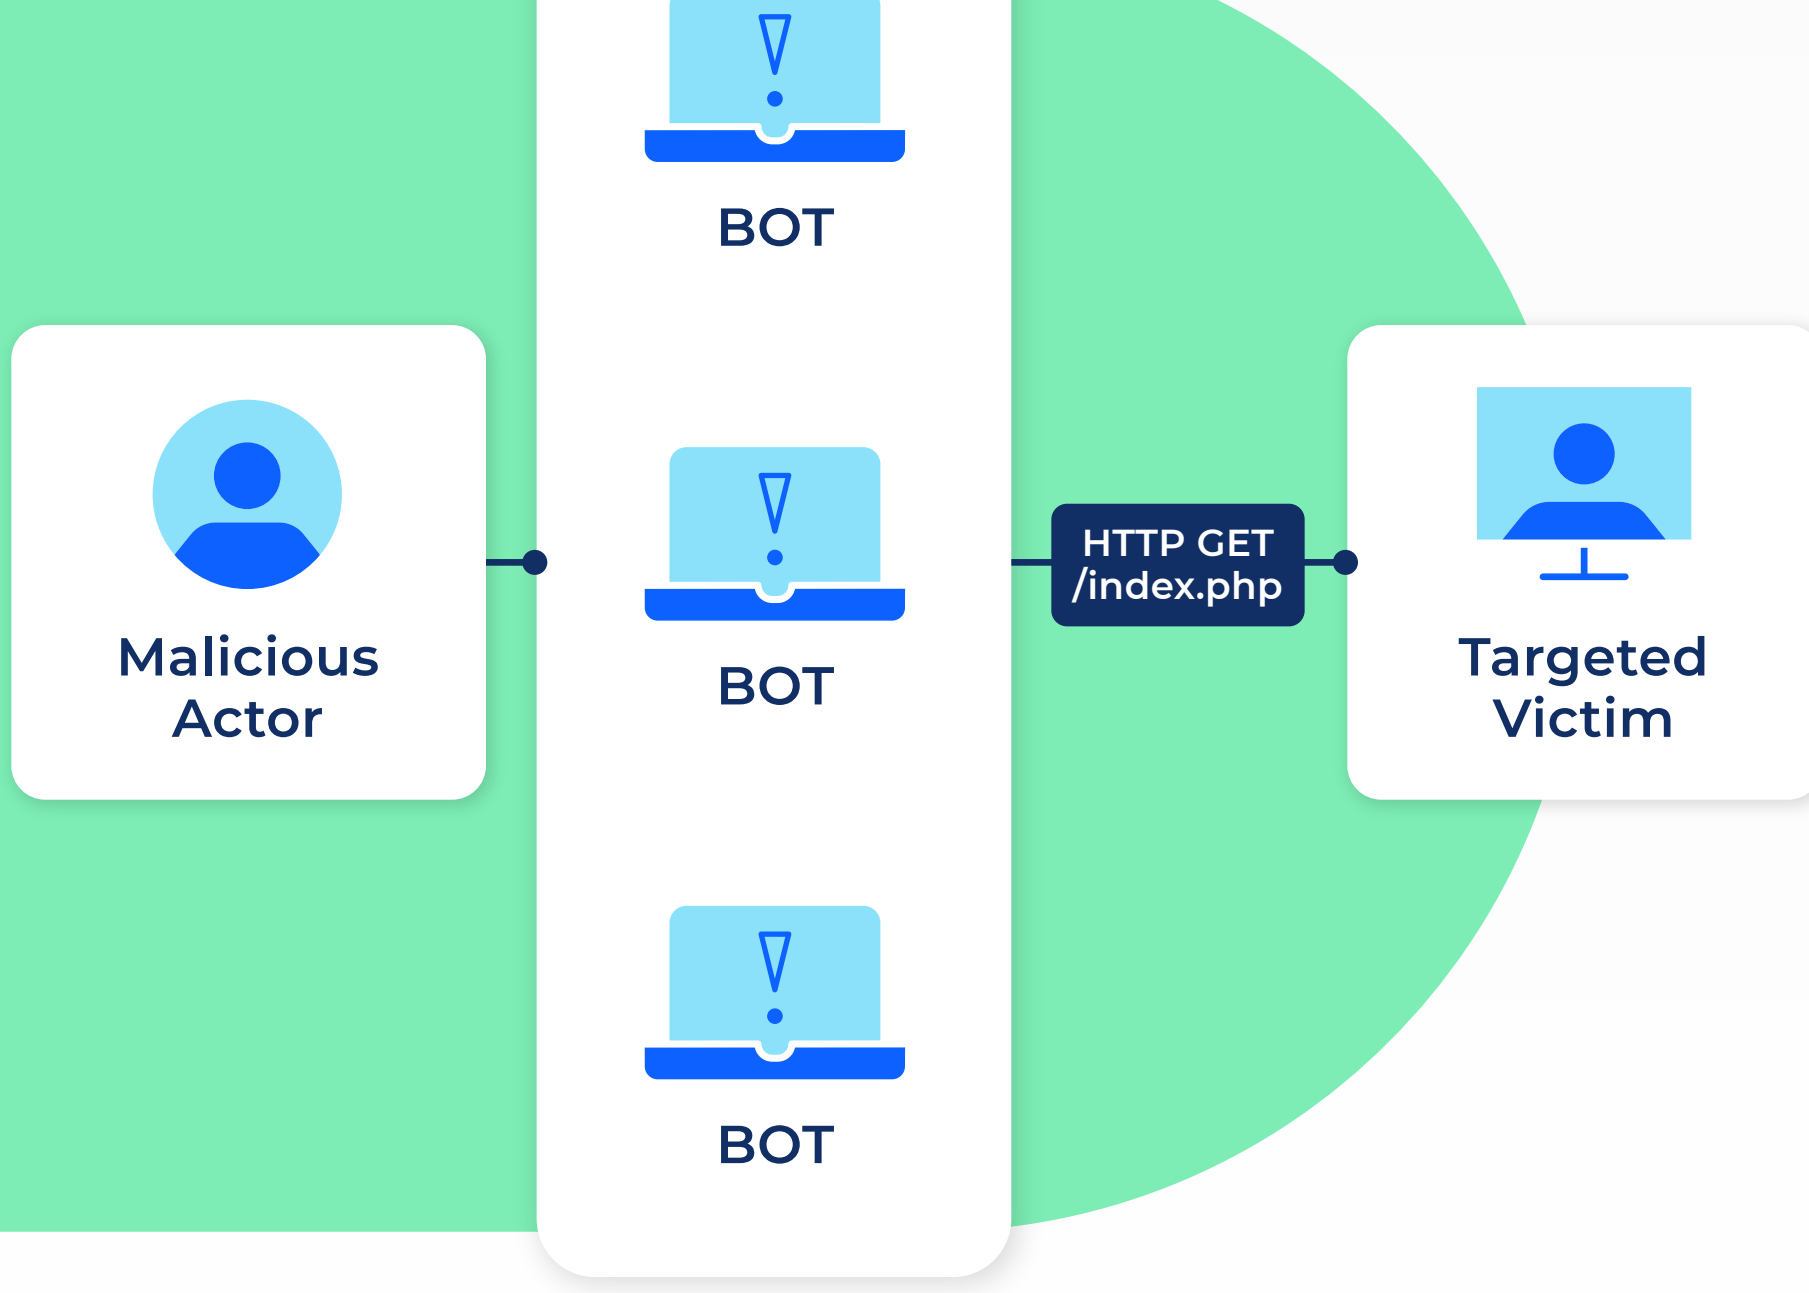 BOT
Malicious
Actor
BOT
HTTP GET
/index.php
Targeted
Victim
BOT